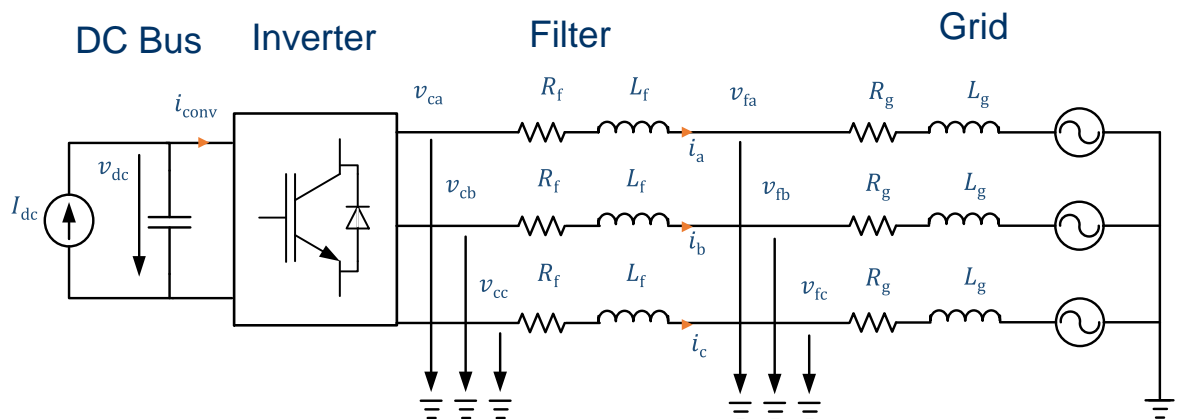 DC Bus
Inverter
Filter
Grid
i_conv
v_ca
R_f
L_f
v_fa
R_g
L_g
v_dc
i_a
v_cb
R_f
L_f
v_fb
R_g
L_g
I_dc
i_b
v_cc
R_f
L_f
v_fc
R_g
L_g
i_c